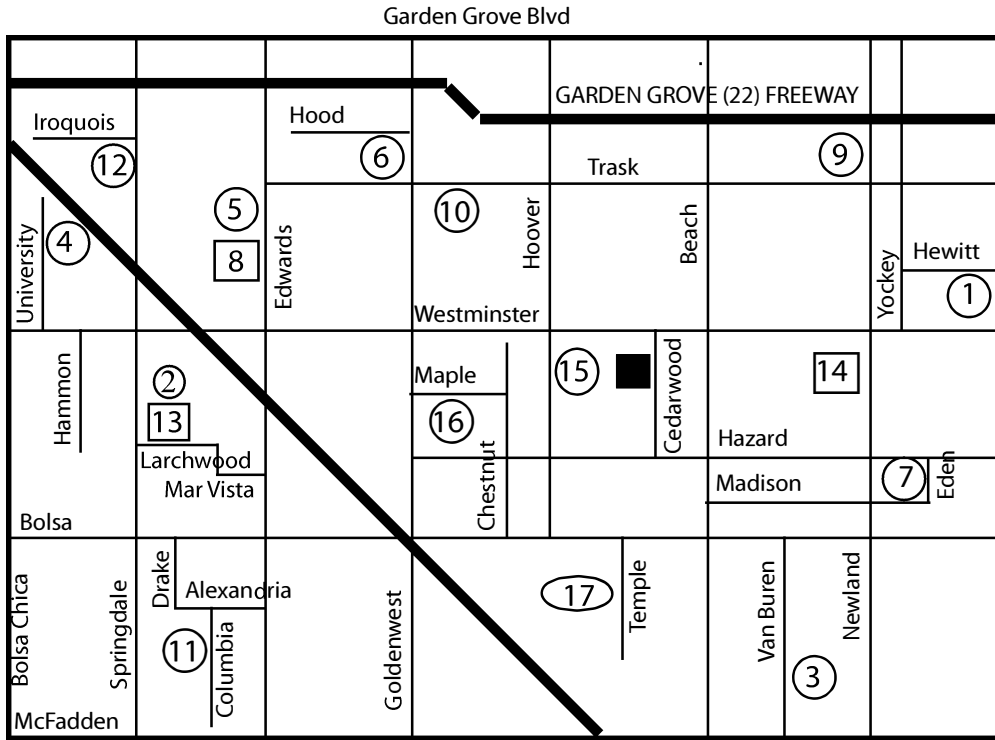 Garden Grove Blvd
GARDEN GROVE (22) FREEWAY
Iroquois
Hood
12
6
9
Trask
5
10
4
8
University
Edwards
Hoover
Beach
Yockey
Hewitt
1
Westminster
Hammon
2
13
Maple
15
Cedarwood
14
16
Chestnut
Hazard
Larchwood
Mar Vista
Madison
7
Eden
Bolsa
Bolsa Chica
Springdale
Drake
Alexandria
11
Columbia
Goldenwest
17
Temple
Van Buren
3
Newland
McFadden